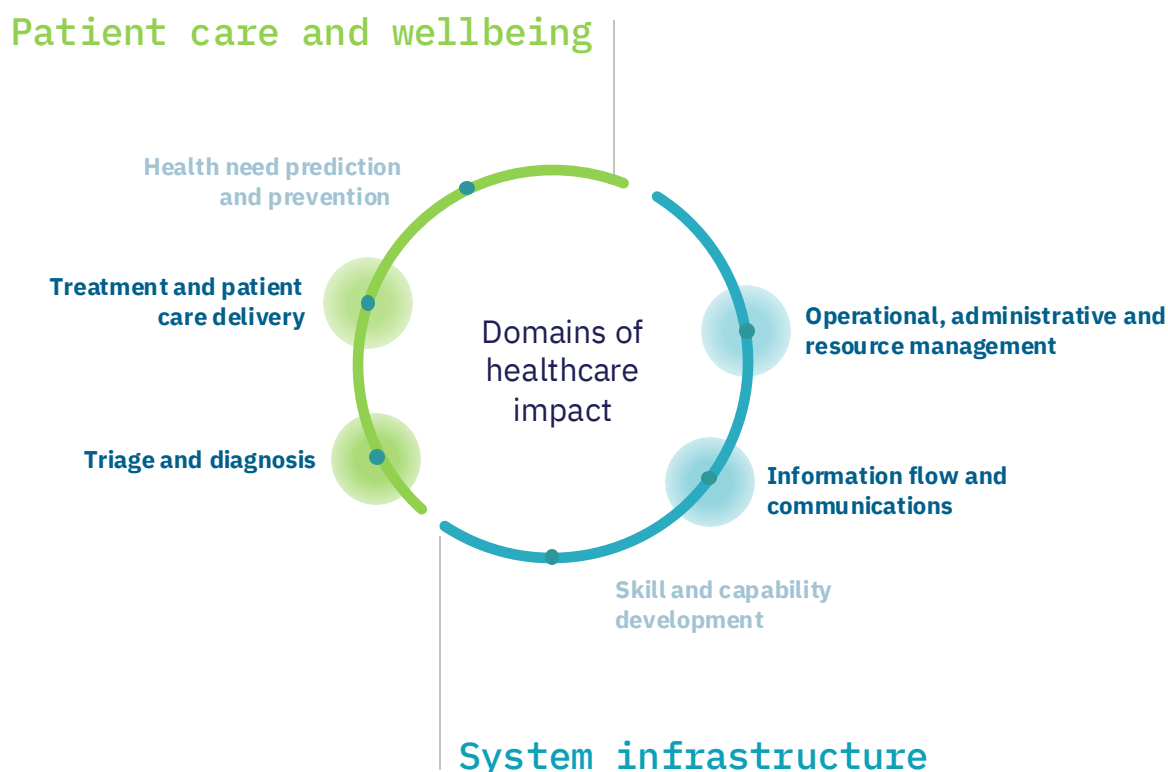 Patient care and wellbeing
Health need prediction
and prevention
Treatment and patient
care delivery
Triage and diagnosis
Domains of
healthcare
impact
Operational, administrative and
resource management
Information flow and
communications
Skill and capability
development
System infrastructure